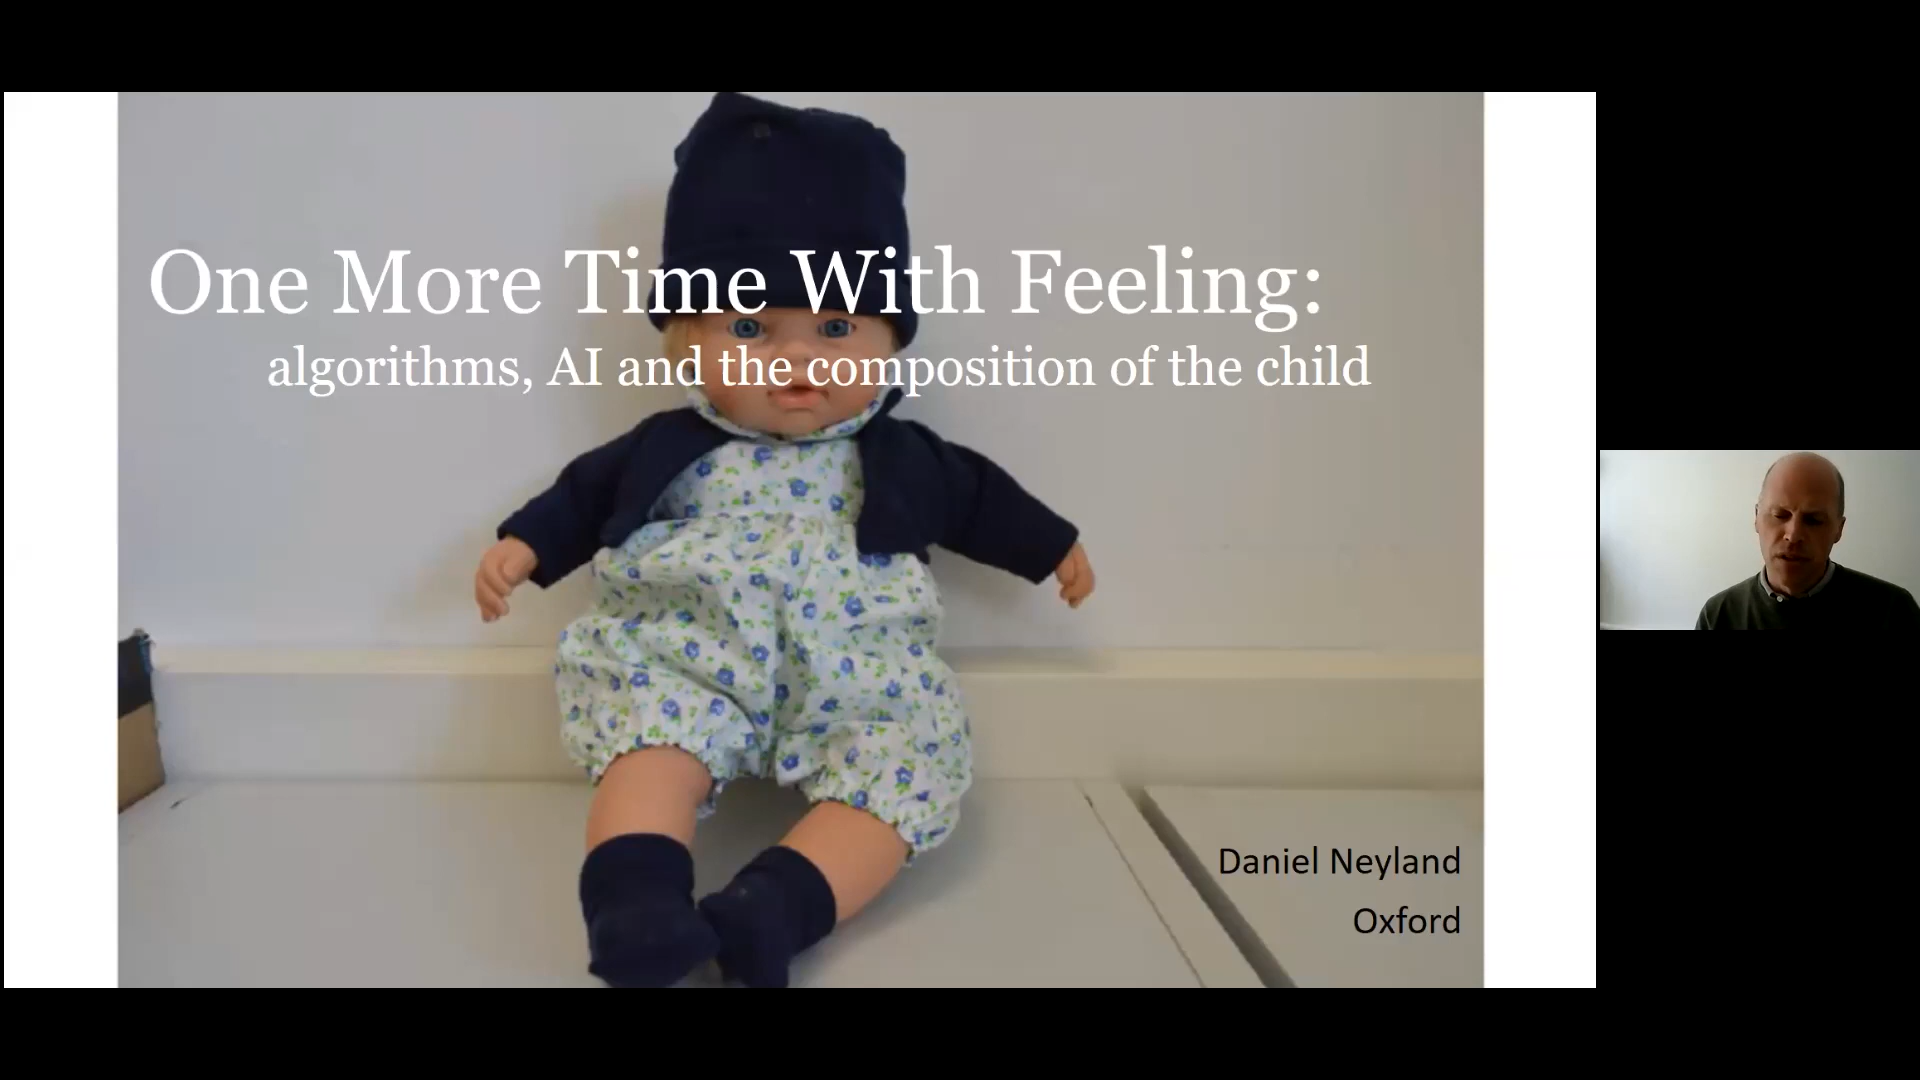 One More Time With Feeling:
algorithms, AI and the composition of the child
Daniel Neyland
Oxford